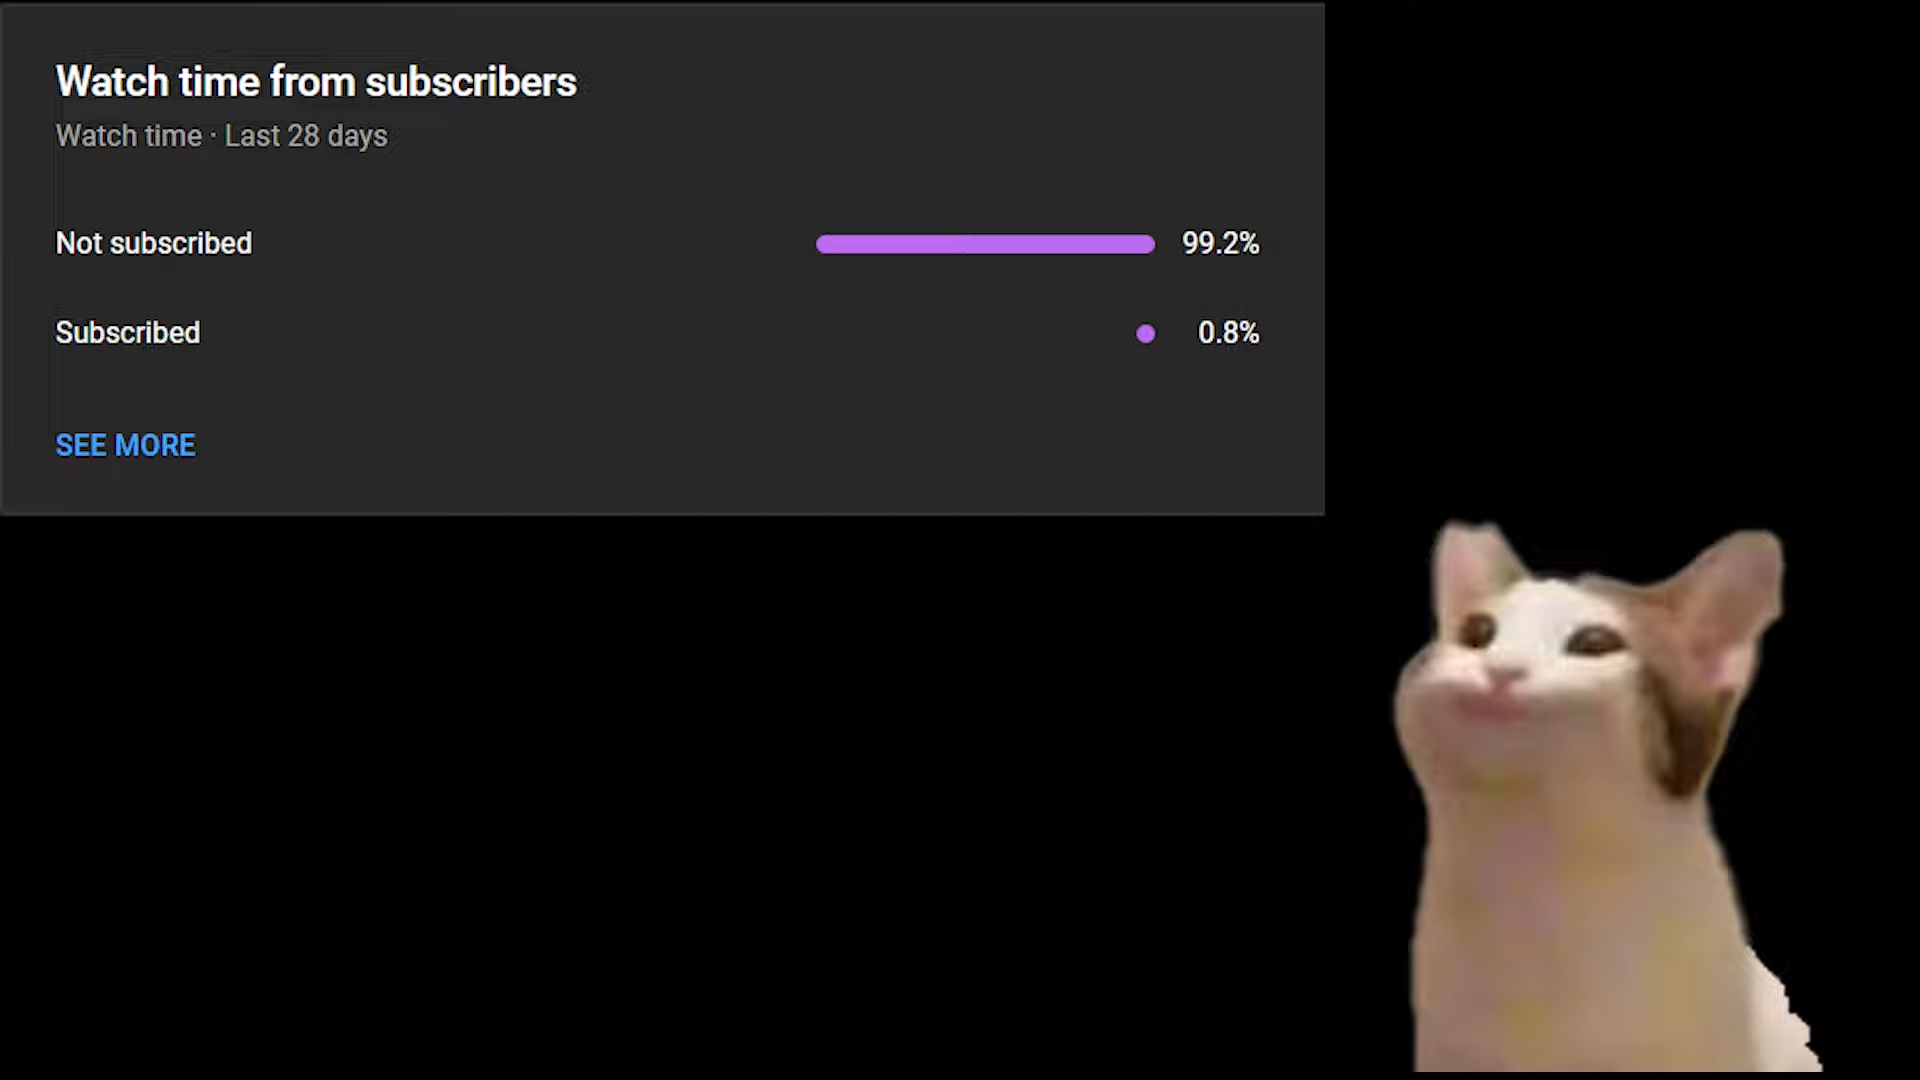 Watch time from subscribers
Watch time · Last 28 days
Not subscribed 99.2%
Subscribed 0.8%
SEE MORE